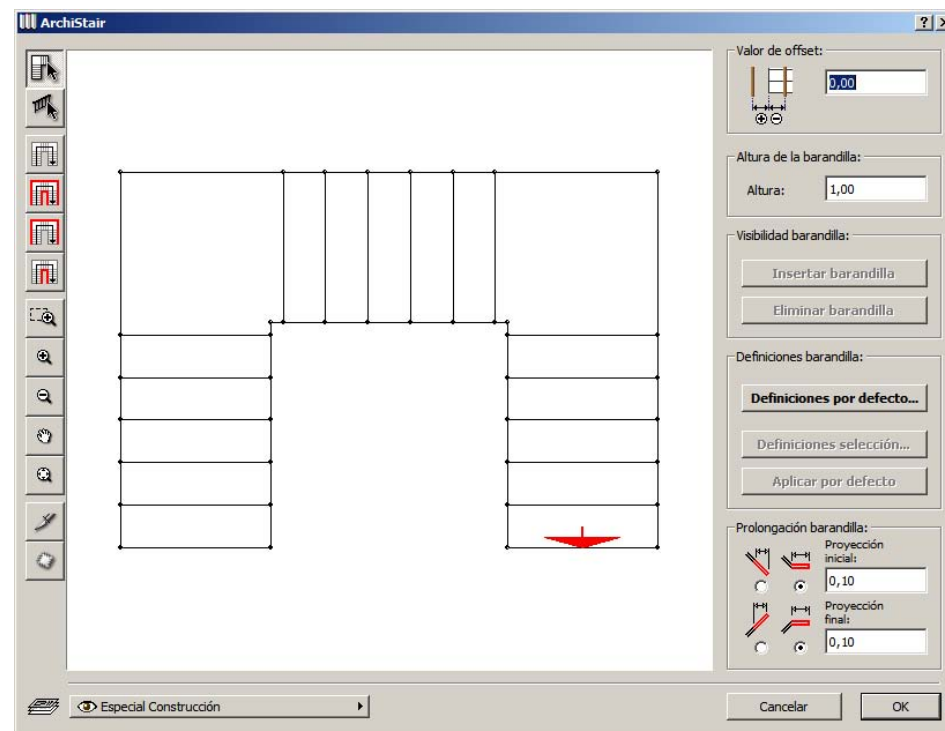 ArchiStair
Valor de offset:
0,00
Altura de la barandilla:
Altura:
1,00
Visibilidad barandilla:
Insertar barandilla
Eliminar barandilla
Definiciones barandilla:
Definiciones por defecto...
Definiciones selección...
Aplicar por defecto
Prolongación barandilla:
Proyección
inicial:
0,10
Proyección
final:
0,10
Especial Construcción
Cancelar
OK